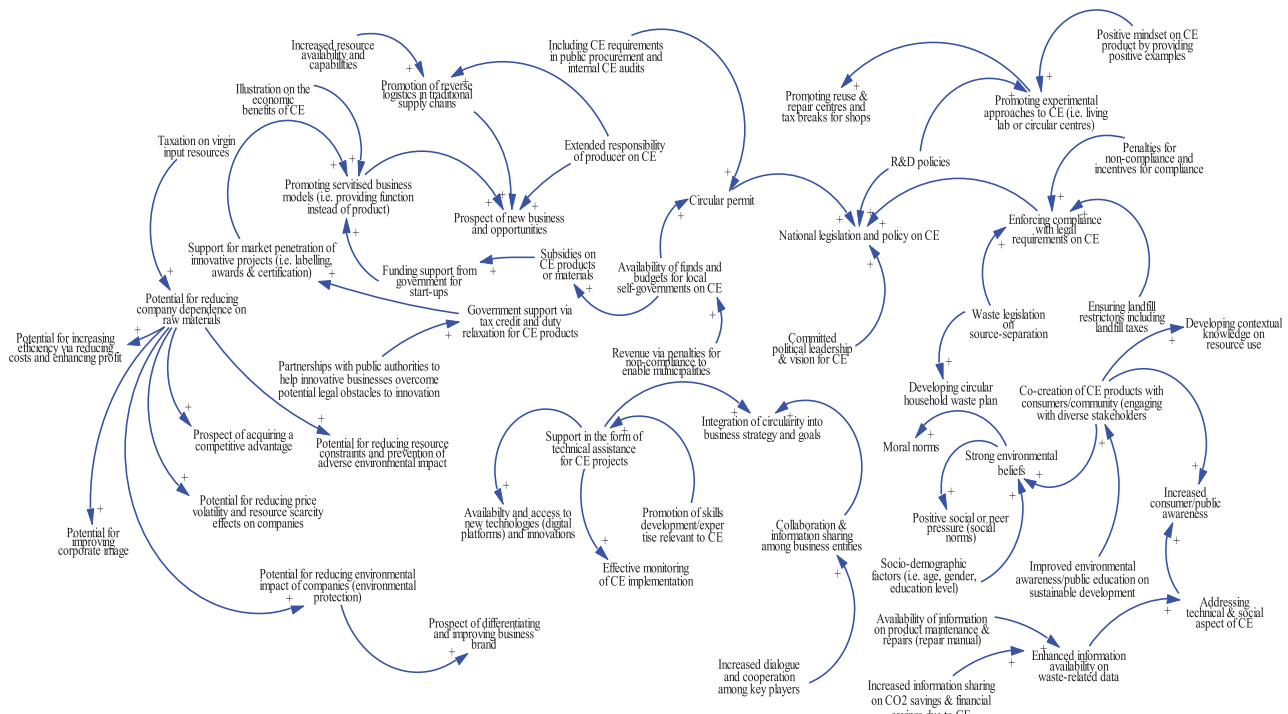 Increased resource
availability and
capabilities
Including CE requirements
in public procurement and
internal CE audits
Positive mindset on CE
product by providing
positive examples
Illustration on the
economic
benefits of CE
Promotion of reverse
logistics in traditional
supply chains
Promoting reuse &
repair centres and
tax breaks for shops
Promoting experimental
approaches to CE (i.e. living
lab or circular centres)
Taxation on virgin
input resources
Extended responsibility
of producer on CE
R&D policies
Penalties for
non-compliance and
incentives for compliance
Promoting servitised business
models (i.e. providing function
instead of product)
Prospect of new business
and opportunities
Circular permit
National legislation and policy on CE
Enforcing compliance
with legal
requirements on CE
Support for market penetration of
innovative projects (i.e. labelling,
awards & certification)
Funding support from
government for
start-ups
Subsidies on
CE products
or materials
Availability of funds and
budgets for local
self-governments on CE
Potential for reducing
company dependence on
raw materials
Government support via
tax credit and duty
relaxation for CE products
Waste legislation
on
source-separation
Ensuring landfill
restrictons including
landfill taxes
Potential for increasing
efficiency via reducing
costs and enhancing profit
Partnerships with public authorities to
help innovative businesses overcome
potential legal obstacles to innovation
Revenue via penalties for
non-compliance to
enable municipalities
Committed
political leadership
& vision for CE
Developing contextual
knowledge on
resource use
Developing circular
household waste plan
Co-creation of CE products with
consumers/community (engaging
with diverse stakeholders
Prospect of acquiring a
competitive advantage
Potential for reducing resource
constraints and prevention of
adverse environmental impact
Support in the form of
technical assistance
for CE projects
Integration of circularity into
business strategy and goals
Moral norms
Strong environmental
beliefs
Potential for reducing price
volatility and resource scarcity
effects on companies
Potential for
improving
corporate image
Availabilty and access to
new technologies (digital
platforms) and innovations
Promotion of skills
development/exper
tise relevant to CE
Collaboration &
information sharing
among business entities
Positive social or peer
pressure (social
norms)
Increased
consumer/public
awareness
Potential for reducing environmental
impact of companies (environmental
protection)
Effective monitoring
of CE implementation
Socio-demographic
factors (i.e. age, gender,
education level)
Improved environmental
awareness/public education on
sustainable development
Addressing
technical & social
aspect of CE
Prospect of differentiating
and improving business
brand
Availability of information
on product maintenance &
repairs (repair manual)
Enhanced information
availability on
waste-related data
Increased dialogue
and cooperation
among key players
Increased information sharing
on CO2 savings & financial